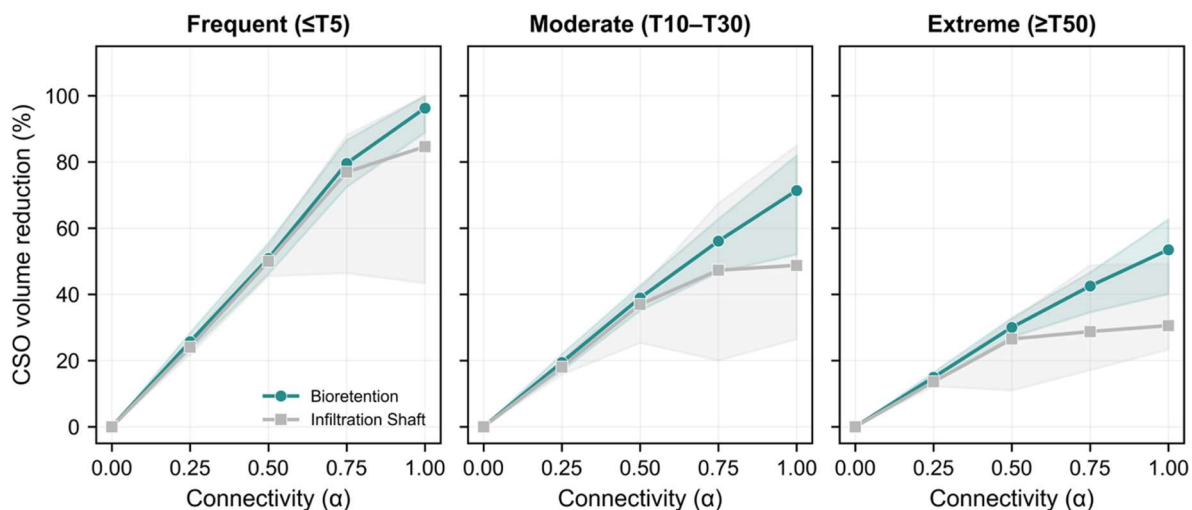 Frequent (≤T5)
Moderate (T10–T30)
Extreme (≥T50)
CSO volume reduction (%)
100
80
60
40
20
0
Bioretention
Infiltration Shaft
0.00 0.25 0.50 0.75 1.00
0.00 0.25 0.50 0.75 1.00
0.00 0.25 0.50 0.75 1.00
Connectivity (α)
Connectivity (α)
Connectivity (α)